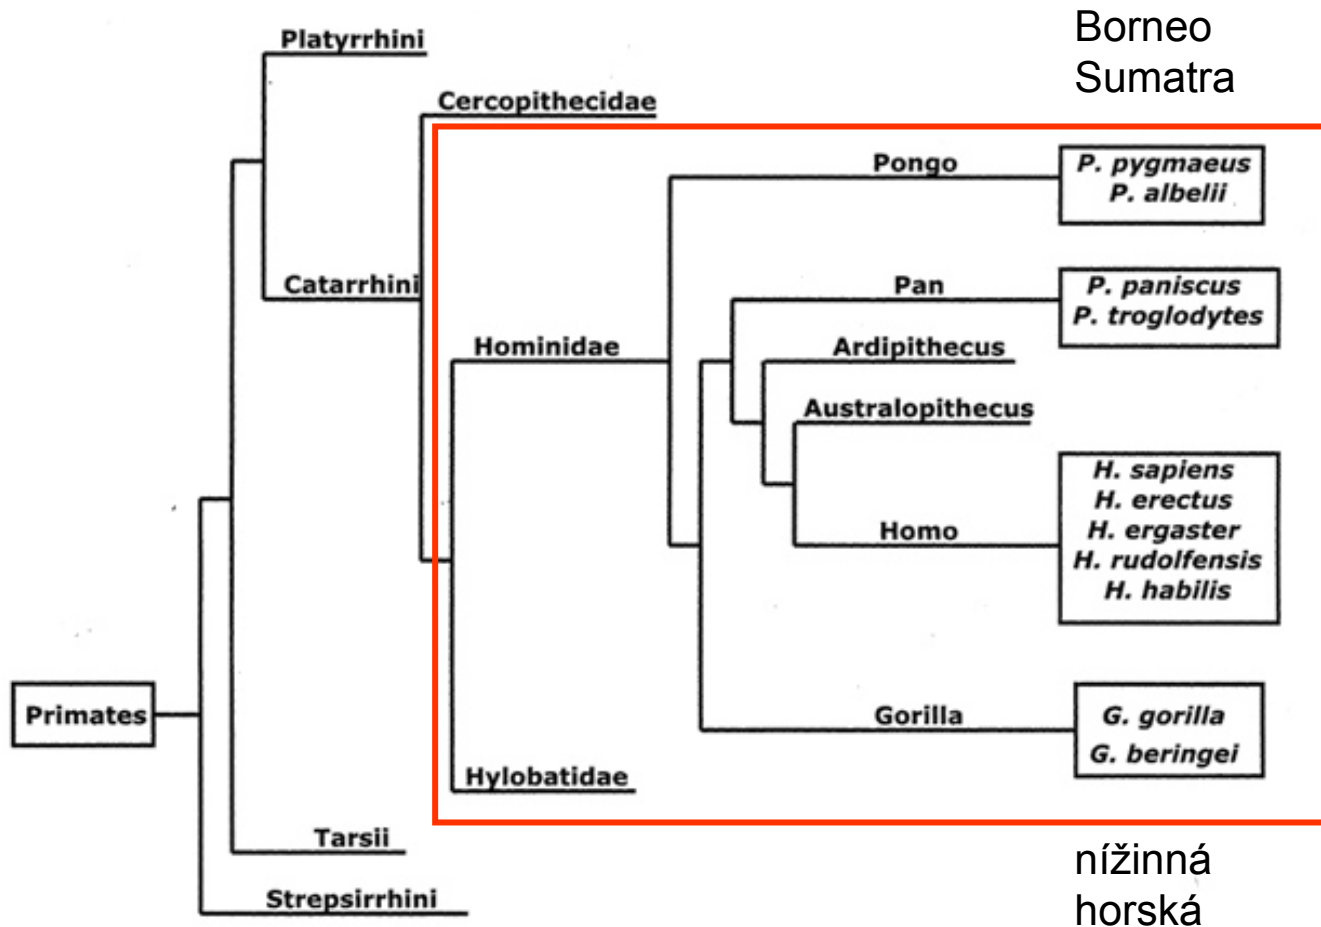 Borneo
Sumatra
Platyrrhini
Cercopithecidae
Pongo
P. pygmaeus
P. albelii
Catarrhini
Pan
P. paniscus
P. troglodytes
Hominidae
Ardipithecus
Australopithecus
H. sapiens
H. erectus
Homo
H. ergaster
H. rudolfensis
H. habilis
Primates
Gorilla
G. gorilla
G. beringei
Hylobatidae
Tarsii
Strepsirrhini
nížinná
horská